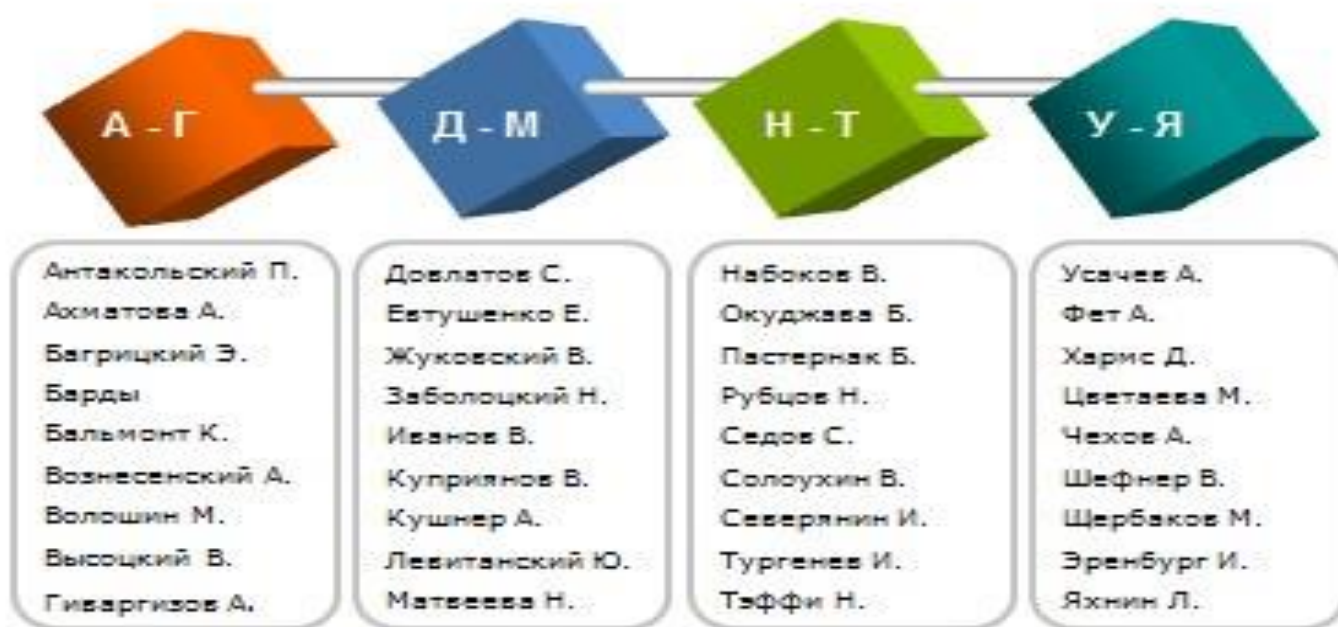 А - Г
Д - М
Н - Т
У - Я
Антакольский П.
Ахматова А.
Багрицкий Э.
Барды
Бальмонт К.
Вознесенский А.
Волошин М.
Высоцкий В.
Гиваргизов А.
Довлатов С.
Евтушенко Е.
Жуковский В.
Заболоцкий Н.
Иванов В.
Куприянов В.
Кушнер А.
Левитанский Ю.
Матвеева Н.
Набоков В.
Окуджава Б.
Пастернак Б.
Рубцов Н.
Седов С.
Солоухин В.
Северянин И.
Тургенев И.
Тэффи Н.
Усачев А.
Фет А.
Хармс Д.
Цветаева М.
Чехов А.
Шефнер В.
Щербаков М.
Эренбург И.
Яхнин Л.